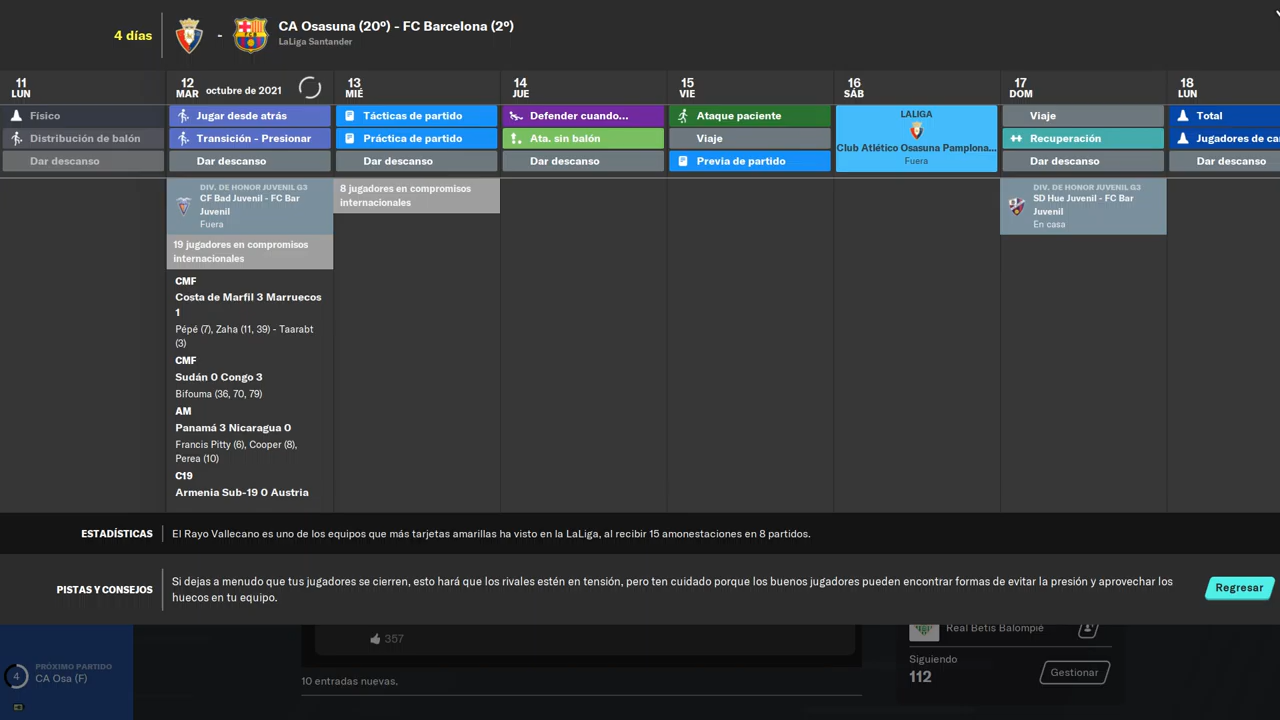 4 días
-
CA Osasuna (20º) - FC Barcelona (2º)
LaLiga Santander
11
LUN
12
MAR
octubre de 2021
13
MIÉ
14
JUE
15
VIE
16
SÁB
17
DOM
18
LUN
Físico
Distribución de balón
Dar descanso
Jugar desde atrás
Transición - Presionar
Dar descanso
Tácticas de partido
Práctica de partido
Dar descanso
Defender cuando...
Ata. sin balón
Dar descanso
Ataque paciente
Viaje
Previa de partido
LALIGA
Club Atlético Osasuna Pamplona...
Fuera
Viaje
Recuperación
Dar descanso
Total
Jugadores de ca
Dar descanso
DIV. DE HONOR JUVENIL G3
CF Bad Juvenil - FC Bar
Juvenil
Fuera
19 jugadores en compromisos
internacionales
CMF
Costa de Marfil 3 Marruecos
1
Pépé (7), Zaha (11, 39) - Taarabt
(3)
CMF
Sudán 0 Congo 3
Bifouma (36, 70, 79)
AM
Panamá 3 Nicaragua 0
Francis Pitty (6), Cooper (8),
Perea (10)
C19
Armenia Sub-19 0 Austria
8 jugadores en compromisos
internacionales
DIV. DE HONOR JUVENIL G3
SD Hue Juvenil - FC Bar
Juvenil
En casa
ESTADÍSTICAS
El Rayo Vallecano es uno de los equipos que más tarjetas amarillas ha visto en la LaLiga, al recibir 15 amonestaciones en 8 partidos.
PISTAS Y CONSEJOS
Si dejas a menudo que tus jugadores se cierren, esto hará que los rivales estén en tensión, pero ten cuidado porque los buenos jugadores pueden encontrar formas de evitar la presión y aprovechar los
huecos en tu equipo.
Regresar
4
PRÓXIMO PARTIDO
CA Osa (F)
357
10 entradas nuevas.
Real Betis Balompié
Siguiendo
112
Gestionar